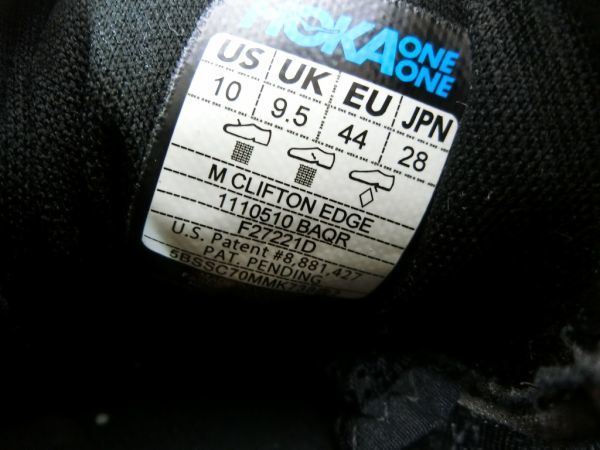 HOKA ONE ONE
US UK EU JPN
10 9.5 44 28
M CLIFTON EDGE
1110510 BAQR
F27221D
U.S. Patent #8,881,427
PAT. PENDING